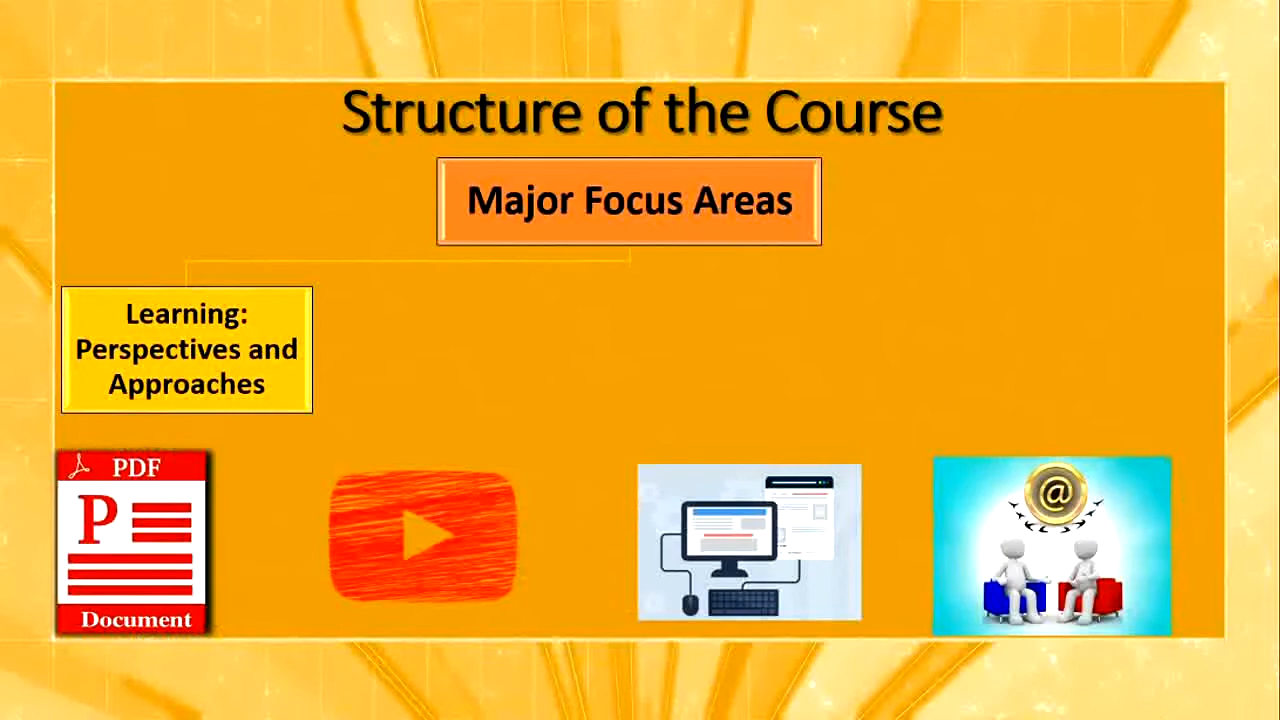 Structure of the Course
Major Focus Areas
Learning:
Perspectives and
Approaches
PDF
P
Document
@